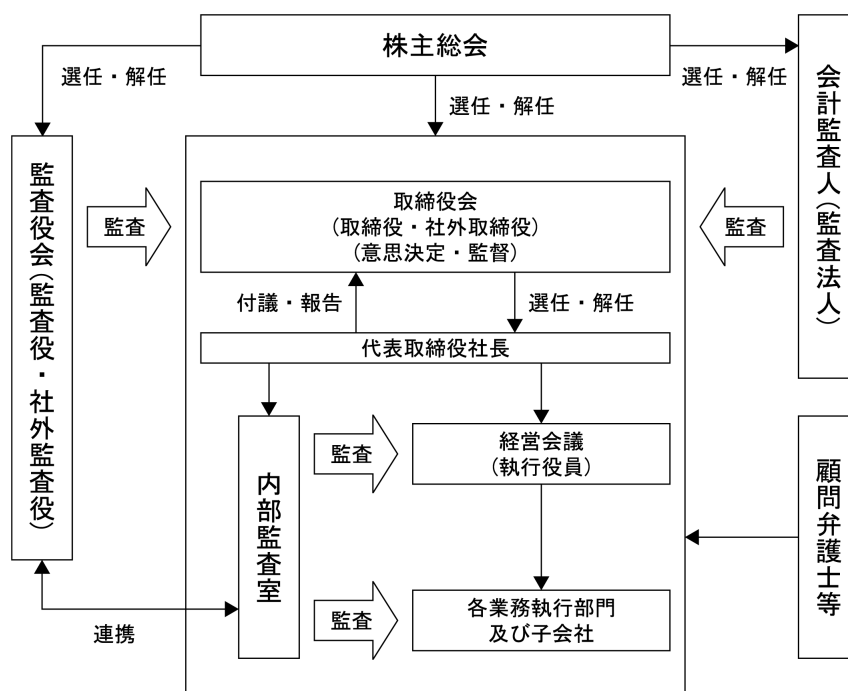 株主総会
選任・解任
選任・解任
選任・解任
会計監査人(監査法人)
監査役会(監査役・社外監査役)
監査
取締役会
(取締役・社外取締役)
(意思決定・監督)
監査
付議・報告
選任・解任
代表取締役社長
内部監査室
監査
経営会議
(執行役員)
顧問弁護士等
監査
各業務執行部門
及び子会社
連携